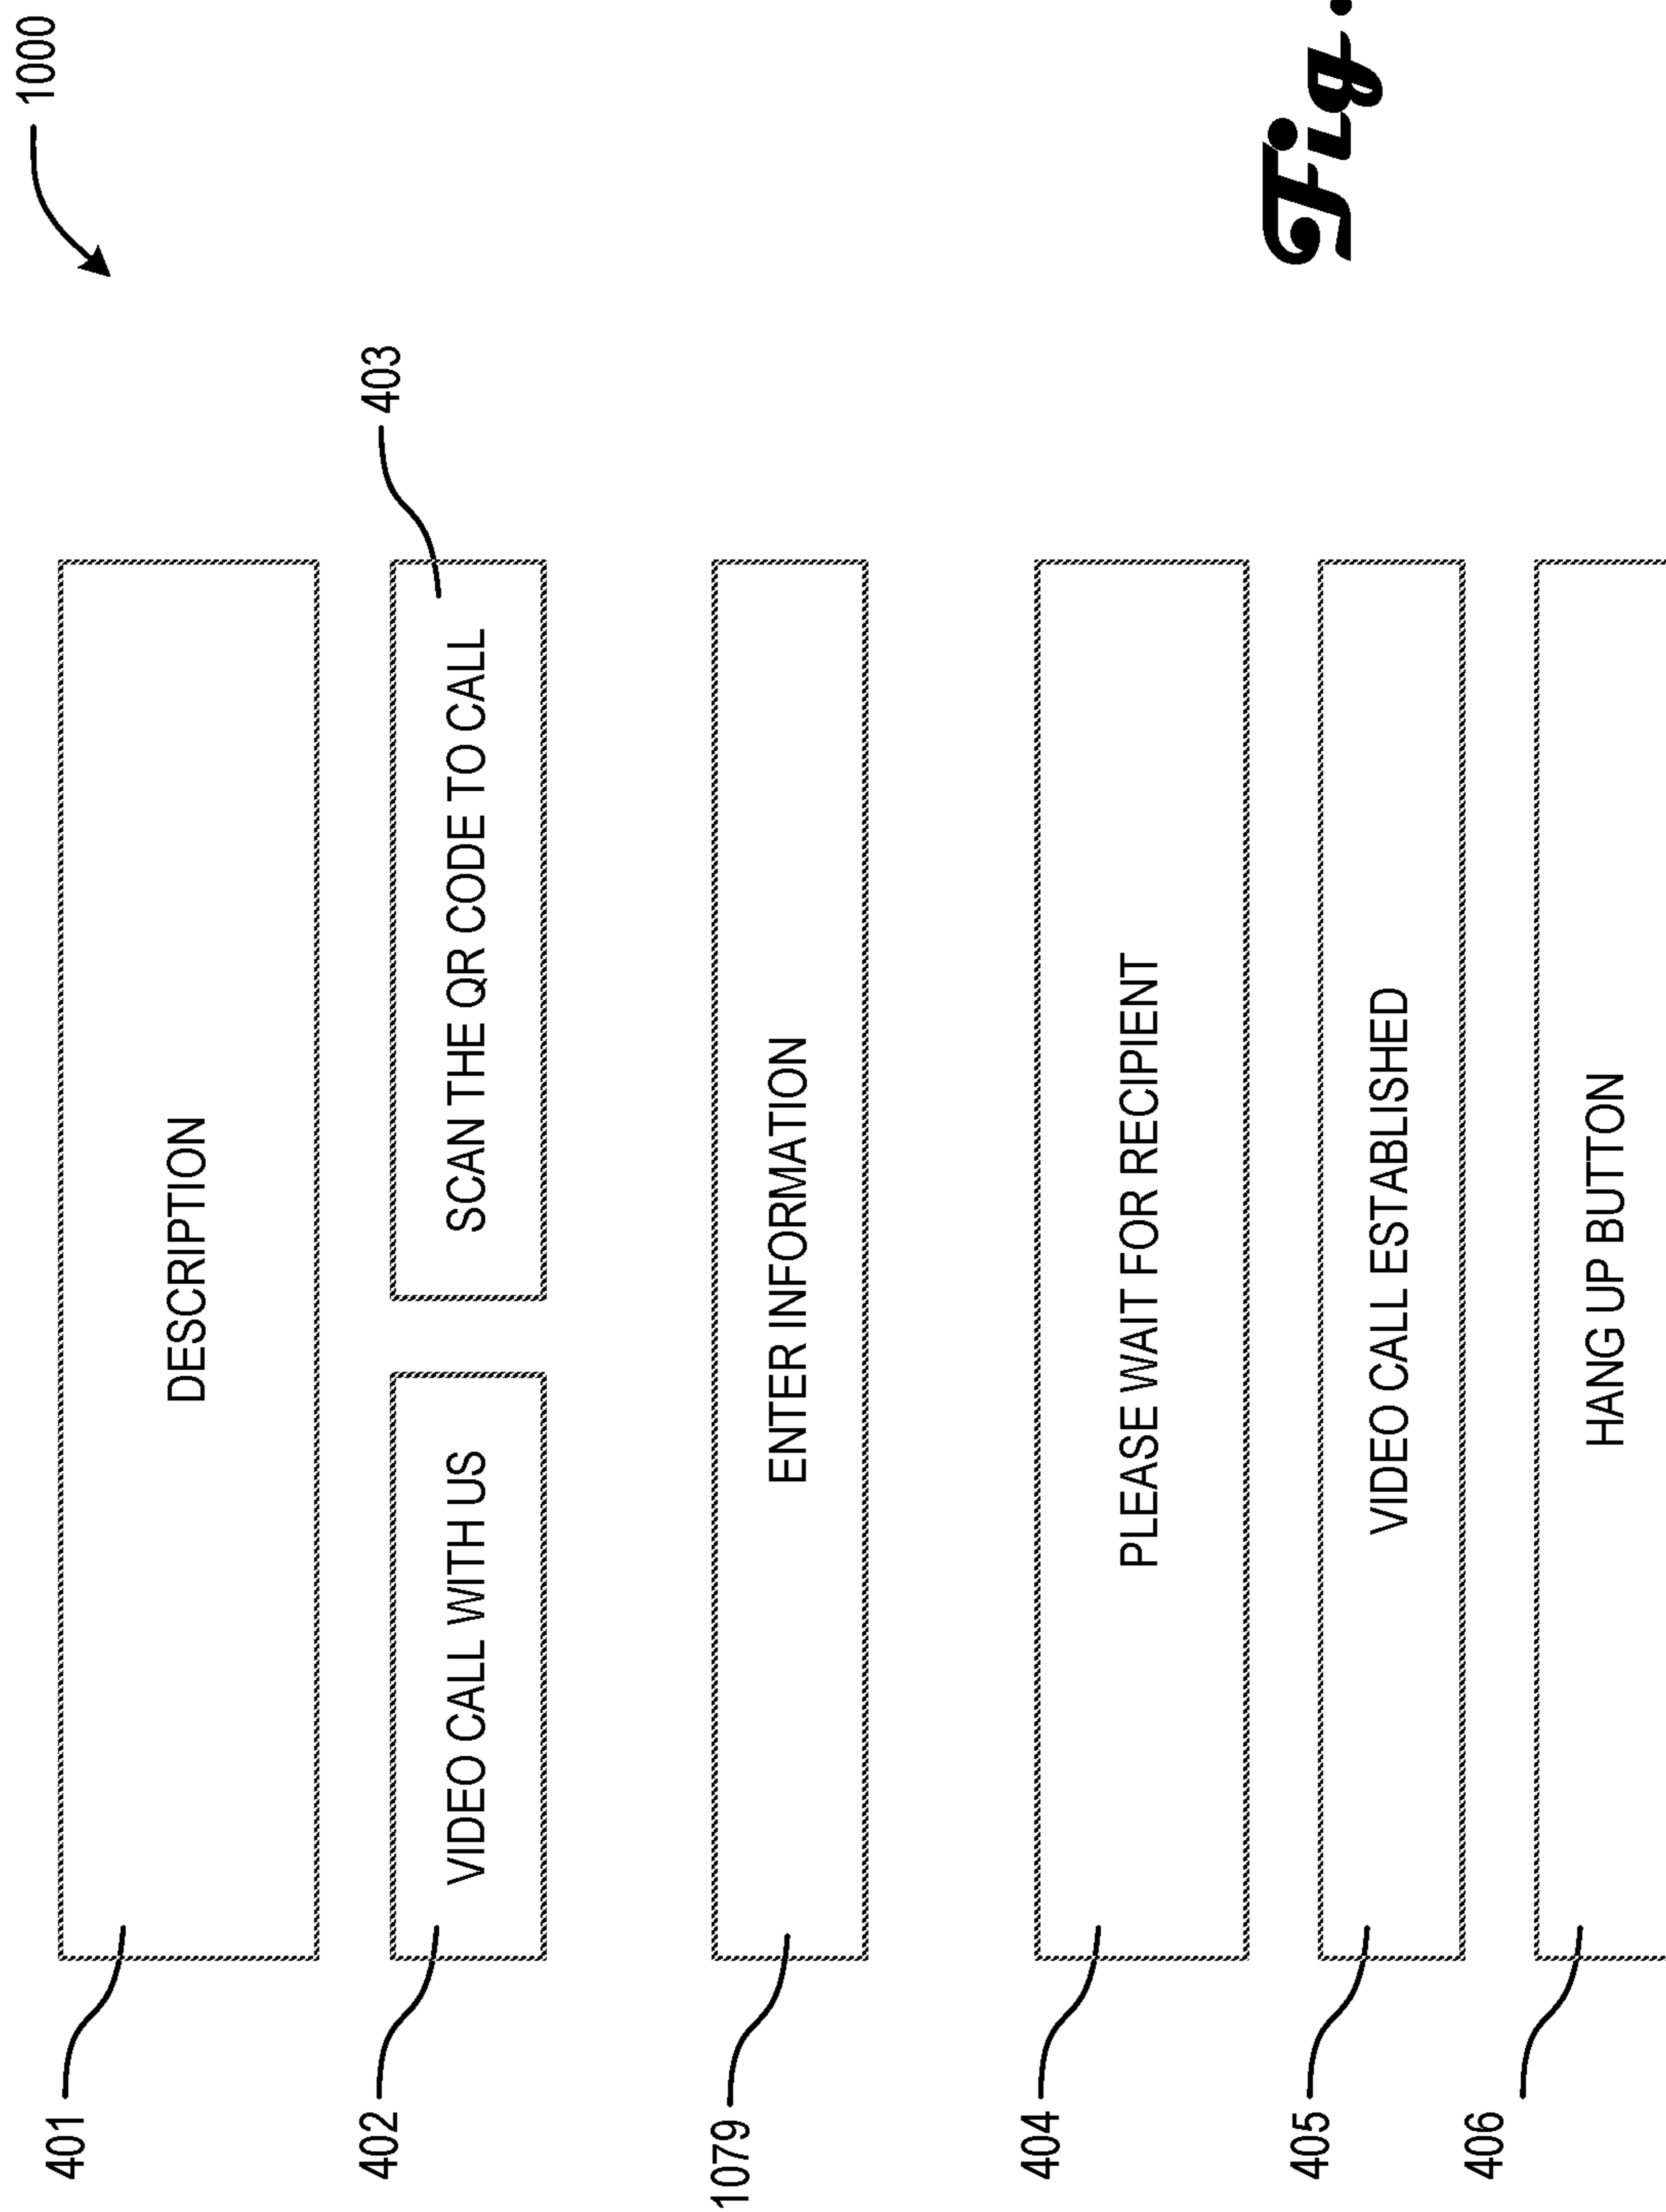 1000
401
DESCRIPTION
402
VIDEO CALL WITH US
SCAN THE QR CODE TO CALL
403
1079
ENTER INFORMATION
404
PLEASE WAIT FOR RECIPIENT
405
VIDEO CALL ESTABLISHED
406
HANG UP BUTTON
Fig.